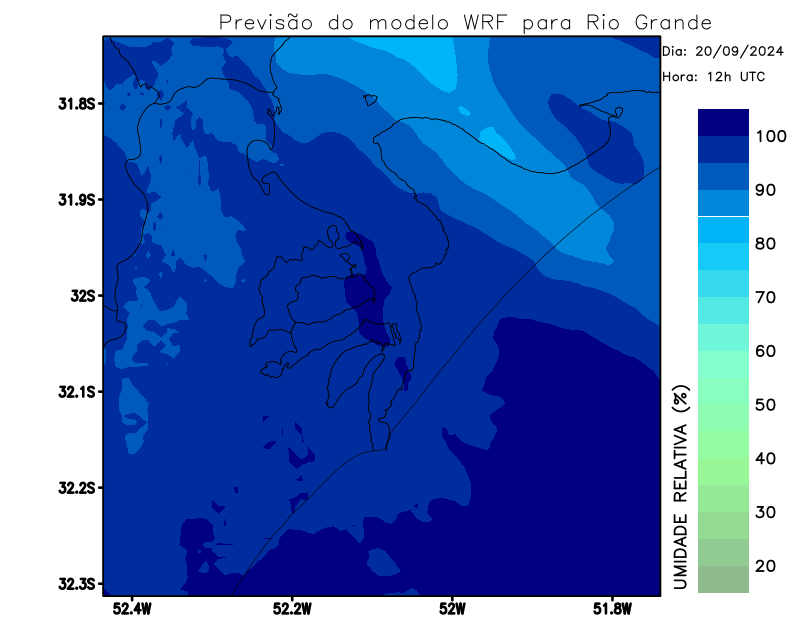 Previsão do modelo WRF para Rio Grande
Dia: 20/09/2024
Hora: 12h UTC
31.8S
31.9S
32S
32.1S
32.2S
32.3S
52.4W
52.2W
52W
51.8W
100
90
80
70
60
50
40
30
20
UMIDADE RELATIVA (%)